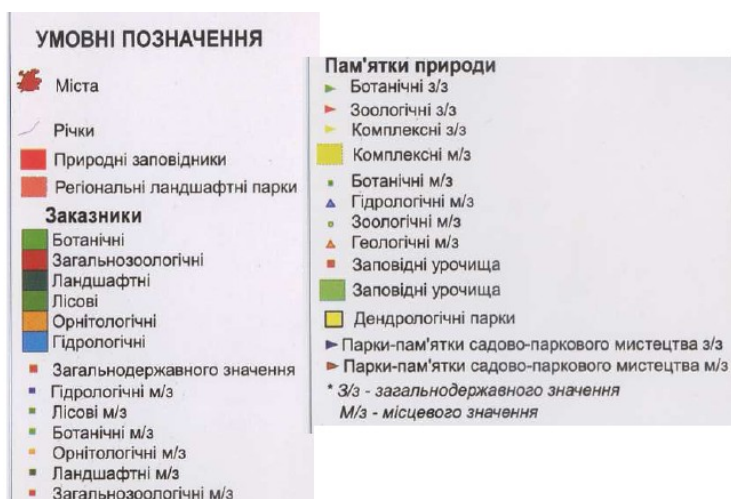 УМОВНІ ПОЗНАЧЕННЯ
Міста
Річки
Природні заповідники
Регіональні ландшафтні парки
Заказники
Ботанічні
Загальнозоологічні
Ландшафтні
Лісові
Орнітологічні
Гідрологічні
Загальнодержавного значення
Гідрологічні м/з
Лісові м/з
Ботанічні м/з
Орнітологічні м/з
Ландшафтні м/з
Загальнозоологічні м/з
Пам'ятки природи
Ботанічні з/з
Зоологічні з/з
Комплексні з/з
Комплексні м/з
Ботанічні м/з
Гідрологічні м/з
Зоологічні м/з
Геологічні м/з
Заповідні урочища
Заповідні урочища
Дендрологічні парки
Парки-пам'ятки садово-паркового мистецтва з/з
Парки-пам'ятки садово-паркового мистецтва м/з
* З/з - загальнодержавного значення
М/з - місцевого значення